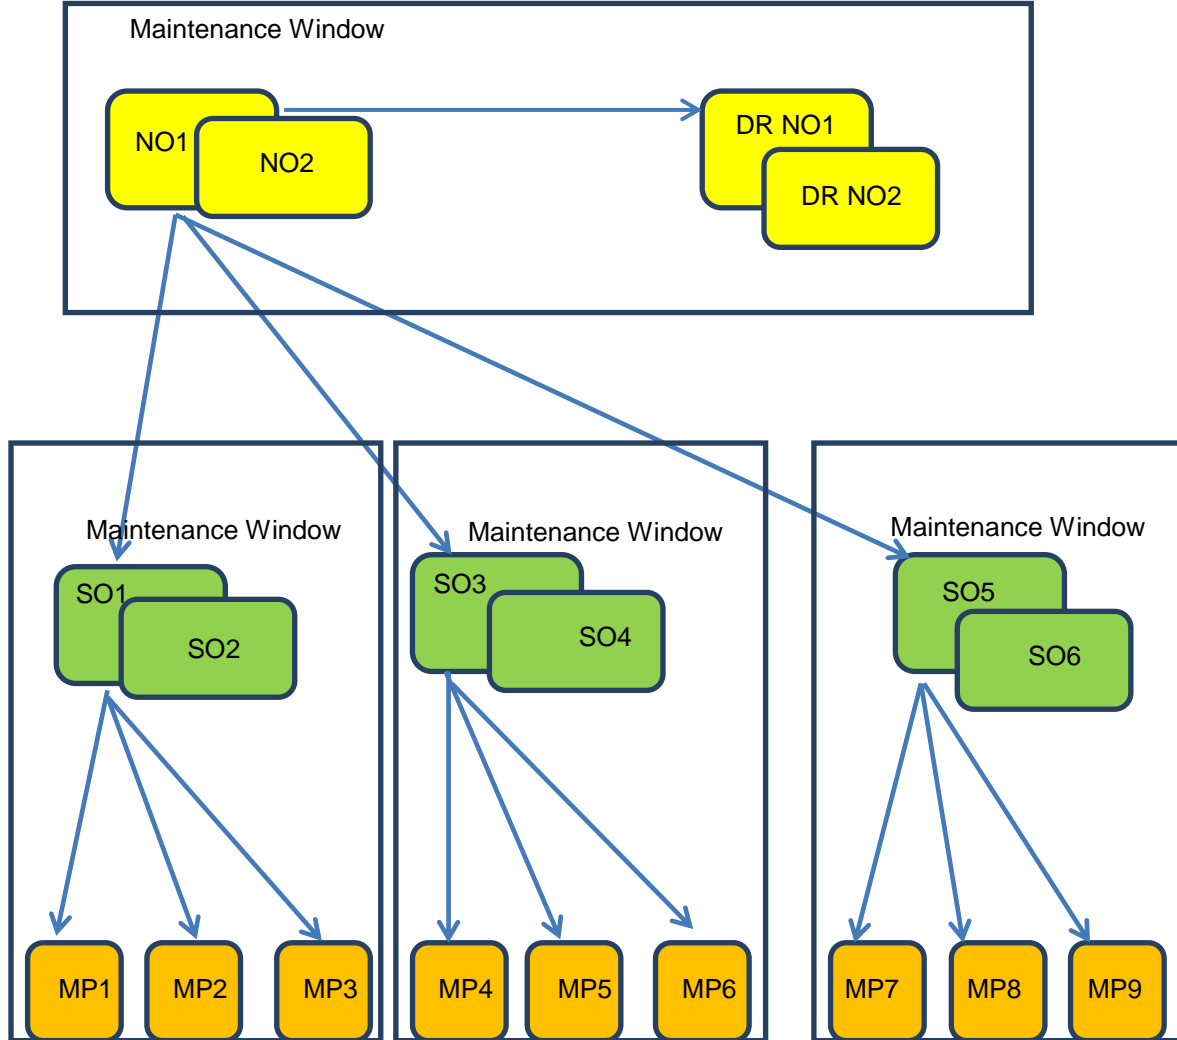 Maintenance Window
NO1
NO2
DR NO1
DR NO2
Maintenance Window
Maintenance Window
Maintenance Window
SO1
SO2
SO3
SO4
SO5
SO6
MP1
MP2
MP3
MP4
MP5
MP6
MP7
MP8
MP9